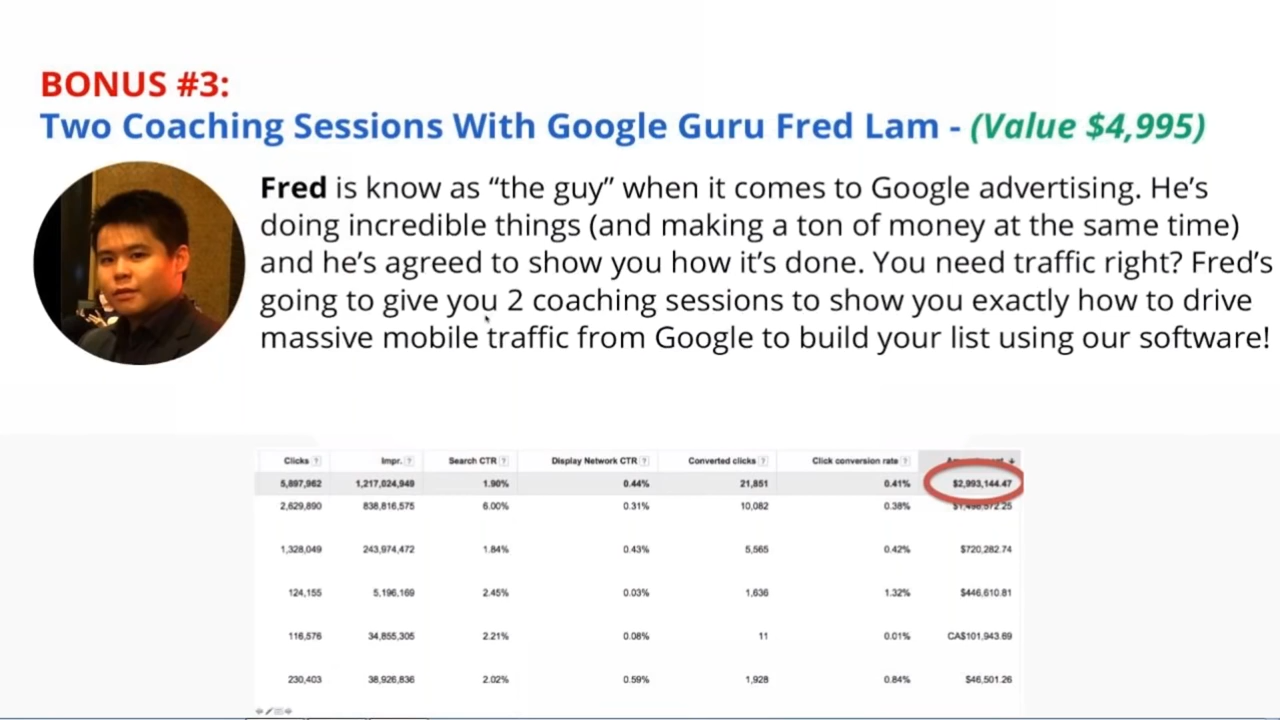 BONUS #3:
Two Coaching Sessions With Google Guru Fred Lam - (Value $4,995)
Fred is know as “the guy” when it comes to Google advertising. He’s
doing incredible things (and making a ton of money at the same time)
and he’s agreed to show you how it’s done. You need traffic right? Fred’s
going to give you 2 coaching sessions to show you exactly how to drive
massive mobile traffic from Google to build your list using our software!
Clicks ? Impr. ? Search CTR ? Display Network CTR ? Converted clicks ? Click conversion rate ?
5,897,962 1,217,024,949 1.90% 0.44% 21,851 0.41% $2,993,144.47
2,629,890 838,816,575 6.00% 0.31% 10,082 0.38%
1,328,049 243,974,472 1.84% 0.43% 5,565 0.42% $720,282.74
124,155 5,196,169 2.45% 0.03% 1,636 1.32% $446,610.81
116,576 34,855,305 2.21% 0.08% 11 0.01% CA$101,943.69
230,403 38,926,836 2.02% 0.59% 1,928 0.84% $46,501.26